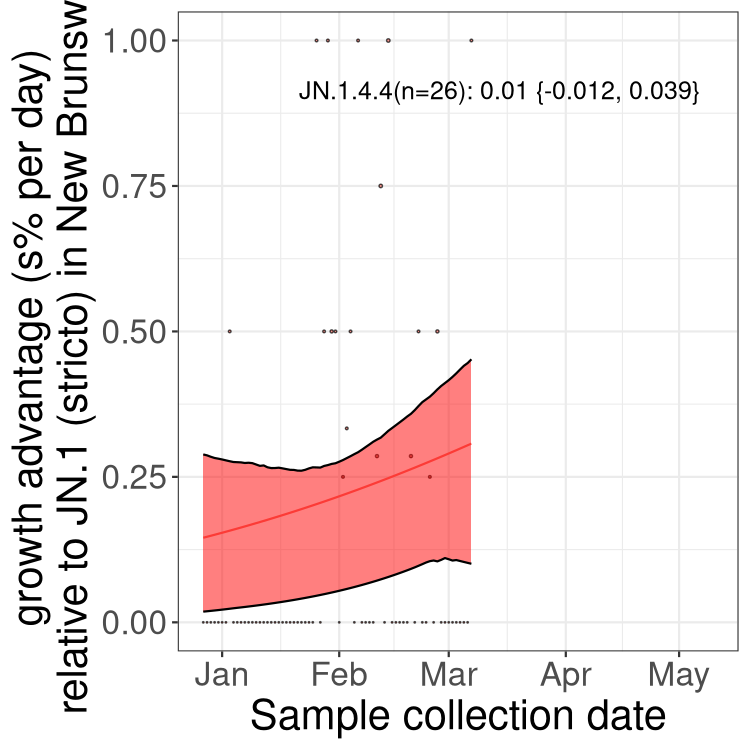 growth advantage (s% per day)
relative to JN.1 (stricto) in New Brunsw
1.00
0.75
0.50
0.25
0.00
JN.1.4.4(n=26): 0.01 {-0.012, 0.039}
Jan Feb Mar Apr May
Sample collection date